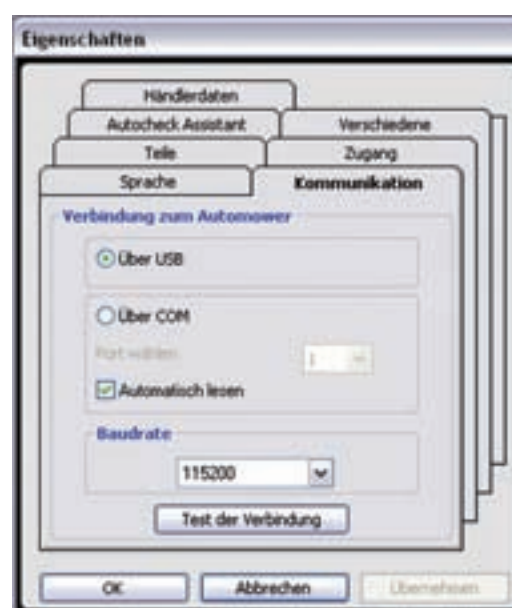 Eigenschaften
Händlerdaten
Autocheck Assistant Verschiedene
Teile Zugang
Sprache Kommunikation
Verbindung zum Automower
Über USB
Über COM
Port wählen 1
Automatisch lesen
Baudrate
115200
Test der Verbindung
OK Abbrechen Übernehmen